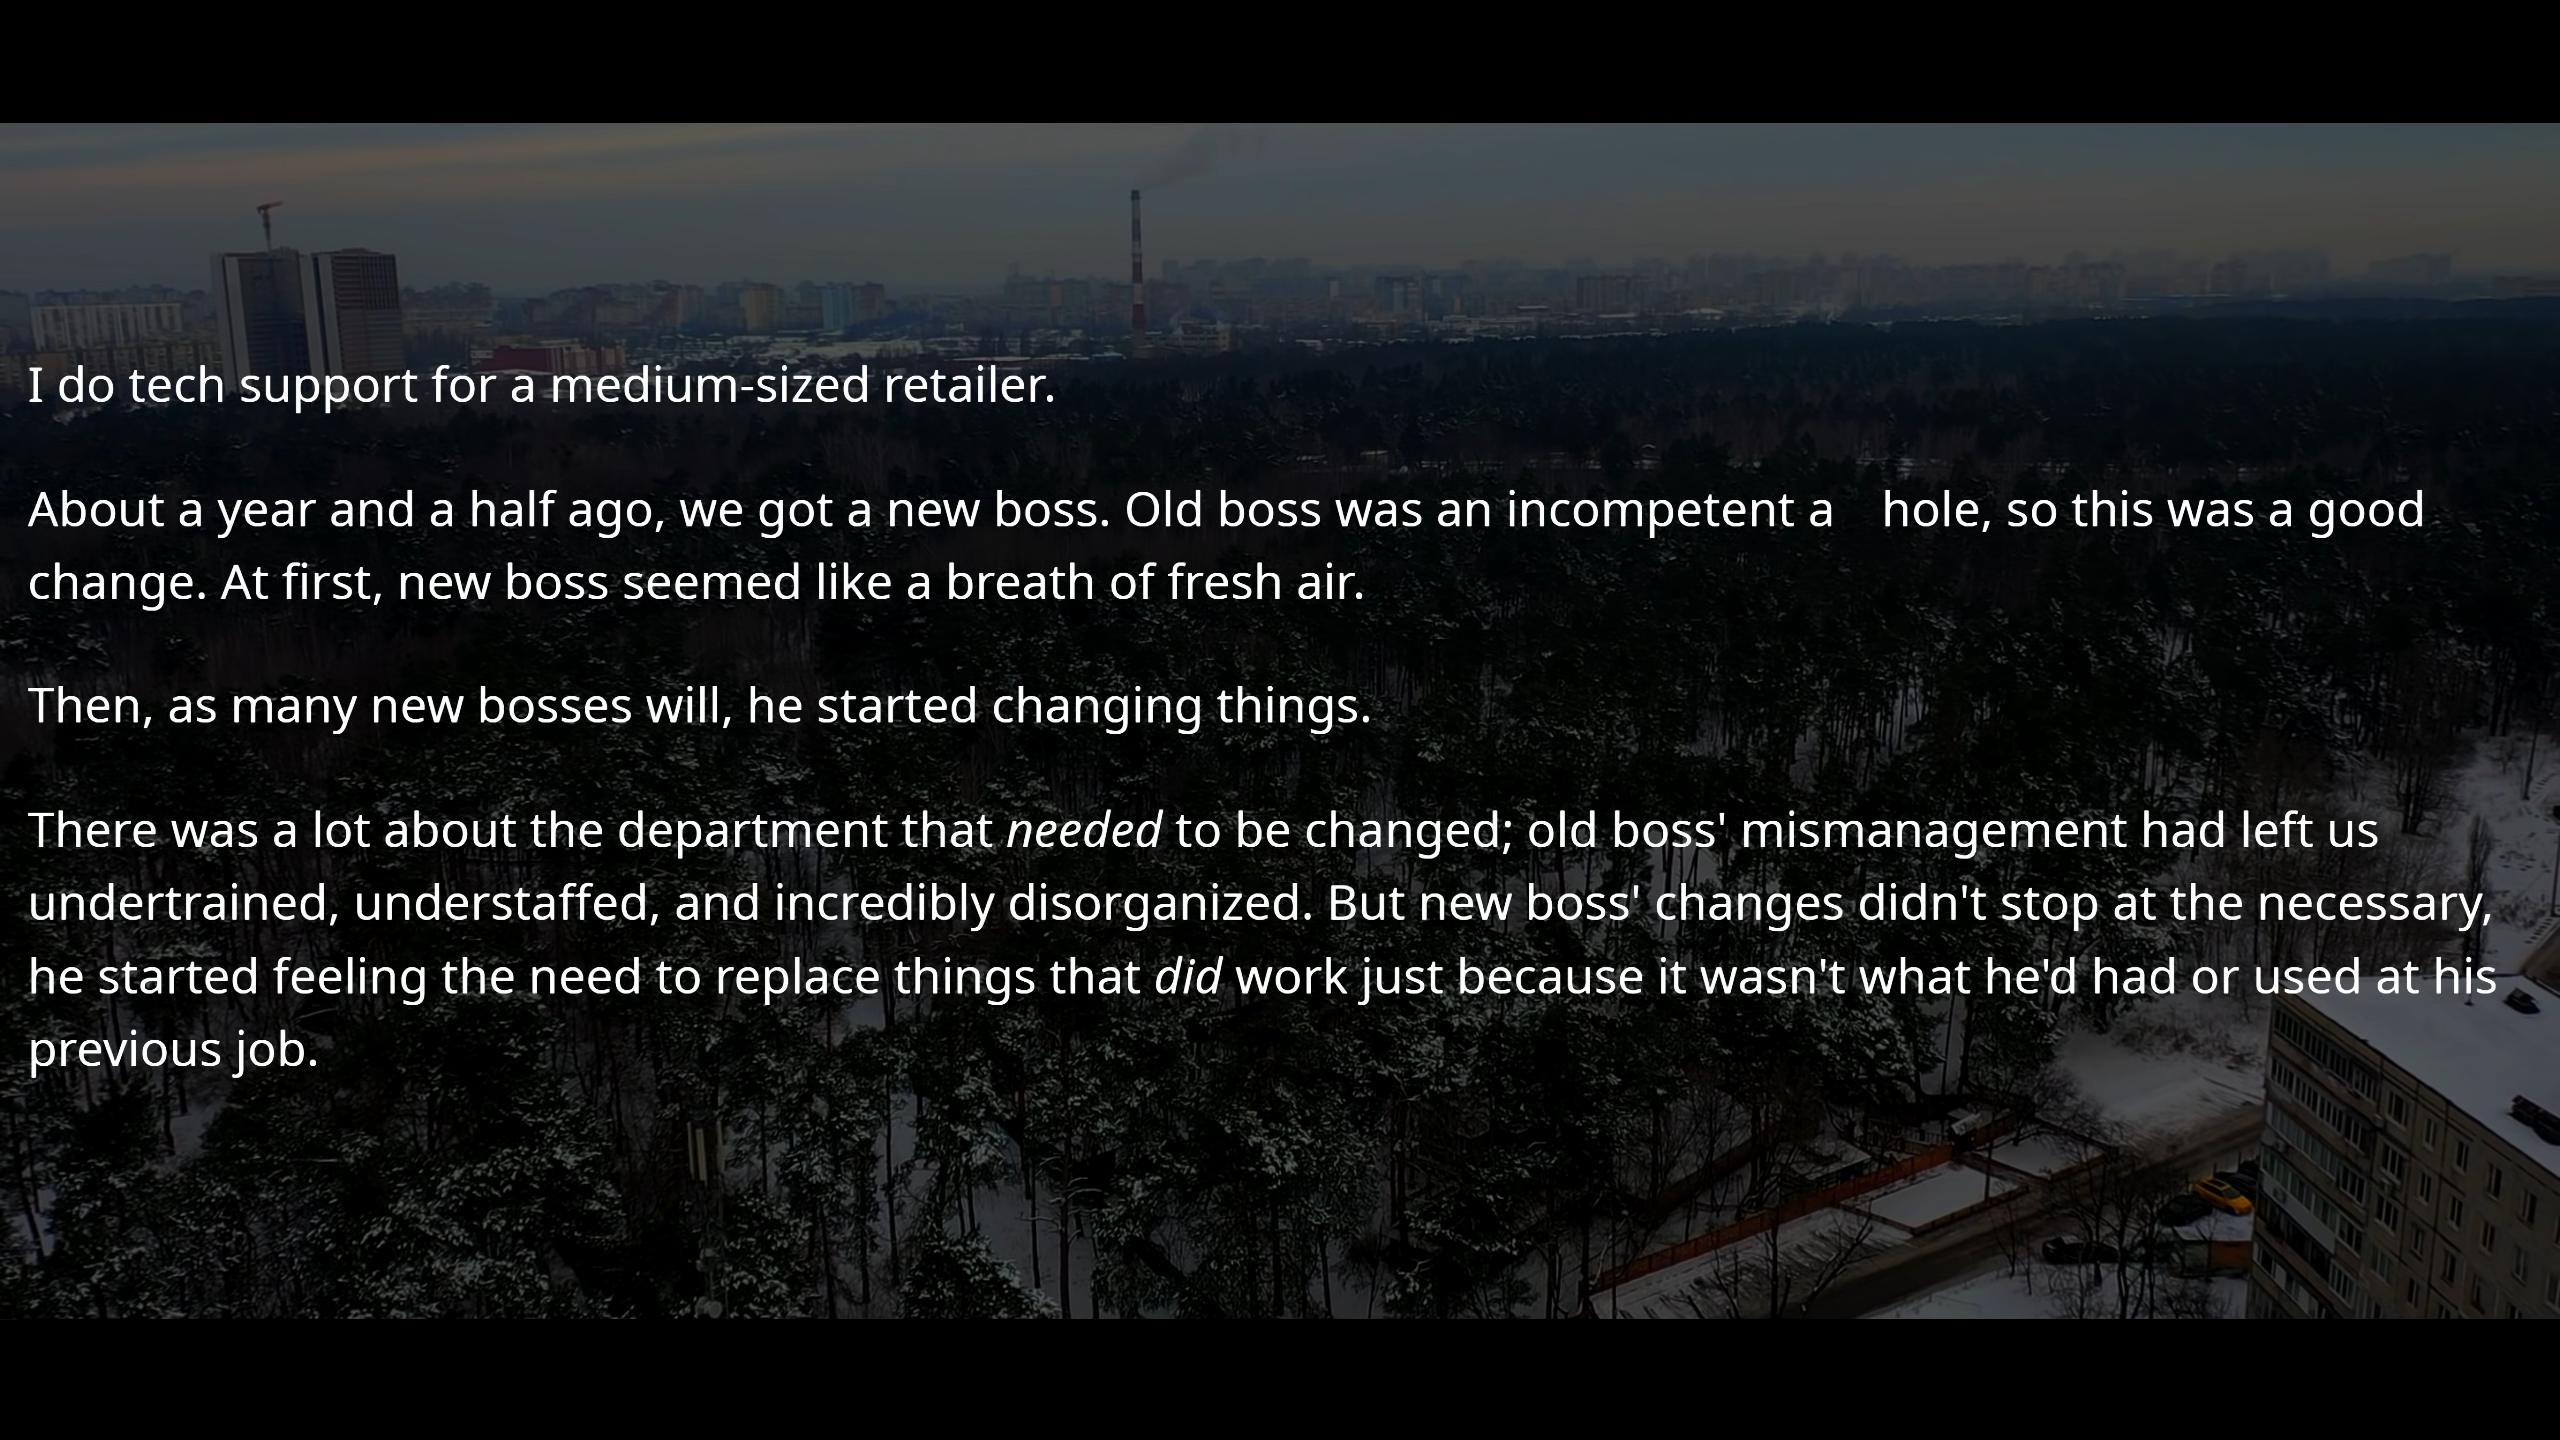 I do tech support for a medium-sized retailer.
About a year and a half ago, we got a new boss. Old boss was an incompetent a    hole, so this was a good
change. At first, new boss seemed like a breath of fresh air.
Then, as many new bosses will, he started changing things.
There was a lot about the department that needed to be changed; old boss' mismanagement had left us
undertrained, understaffed, and incredibly disorganized. But new boss' changes didn't stop at the necessary,
he started feeling the need to replace things that did work just because it wasn't what he'd had or used at his
previous job.